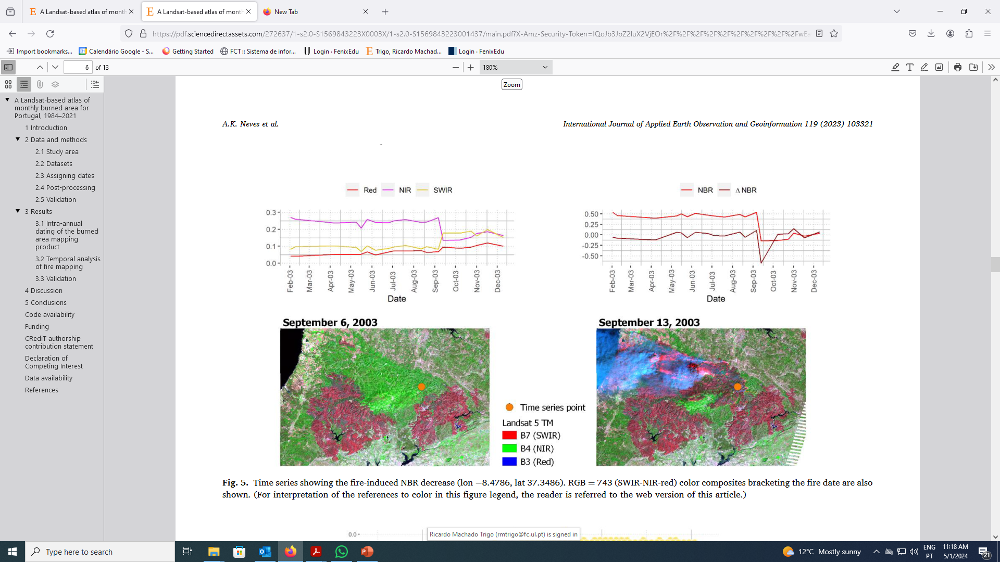 A Landsat-based atlas of month
A Landsat-based atlas of month
New Tab
https://pdf.sciencedirectassets.com/272637/1-s2.0-S1569843223X0003X/1-s2.0-S1569843223001437/main.pdf?X-Amz-Security-Token=IQoJb3JpZ2luX2VjEOr%2F%2F%2F%2F%2F%2F%2F%2F%2F%2FwEa
Import bookmarks...
31
Calendário Google - S...
Getting Started
FCT :: Sistema de infor...
Login · FenixEdu
Trigo, Ricardo Machad...
Login · FenixEdu
6 of 13
180%
Zoom
A Landsat-based atlas of
monthly burned area for
Portugal, 1984–2021
1 Introduction
2 Data and methods
2.1 Study area
2.2 Datasets
2.3 Assigning dates
2.4 Post-processing
2.5 Validation
3 Results
3.1 Intra-annual
dating of the burned
area mapping
product
3.2 Temporal analysis
of fire mapping
3.3 Validation
4 Discussion
5 Conclusions
Code availability
Funding
CRediT authorship
contribution statement
Declaration of
Competing Interest
Data availability
References
A.K. Neves et al.
International Journal of Applied Earth Observation and Geoinformation 119 (2023) 103321
Red NIR SWIR
0.3
0.2
0.1
0.0
Feb-03 Mar-03 Apr-03 May-03 Jun-03 Jul-03 Aug-03 Sep-03 Oct-03 Nov-03 Dec-03
Date
NBR Δ NBR
0.50
0.25
0.00
-0.25
-0.50
Feb-03 Mar-03 Apr-03 May-03 Jun-03 Jul-03 Aug-03 Sep-03 Oct-03 Nov-03 Dec-03
Date
September 6, 2003
September 13, 2003
Time series point
Landsat 5 TM
B7 (SWIR)
B4 (NIR)
B3 (Red)
Fig. 5. Time series showing the fire-induced NBR decrease (lon −8.4786, lat 37.3486). RGB = 743 (SWIR-NIR-red) color composites bracketing the fire date are also
shown. (For interpretation of the references to color in this figure legend, the reader is referred to the web version of this article.)
0.0
Ricardo Machado Trigo (rmtrigo@fc.ul.pt) is signed in
Type here to search
12°C Mostly sunny
ENG
PT
11:18 AM
5/1/2024
21